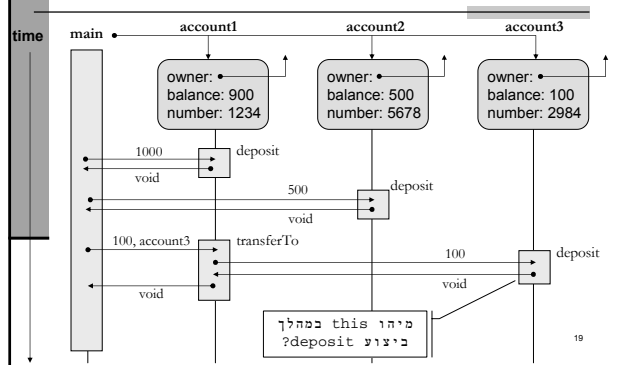 time
main
account1
account2
account3
owner:
balance: 900
number: 1234
owner:
balance: 500
number: 5678
owner:
balance: 100
number: 2984
1000
deposit
void
500
deposit
void
100, account3
transferTo
100
deposit
void
void
מיהו this במהלך
ביצוע deposit?
19